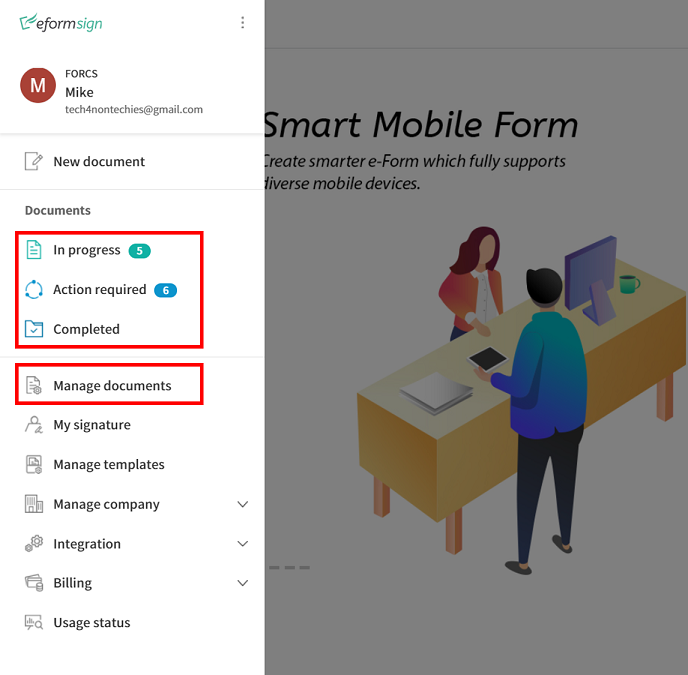 eformsign
M
FORCS
Mike
tech4nontechies@gmail.com
New document
Documents
In progress 5
Action required 6
Completed
Manage documents
My signature
Manage templates
Manage company
Integration
Billing
Usage status
Smart Mobile Form
Create smarter e-Form which fully supports
diverse mobile devices.